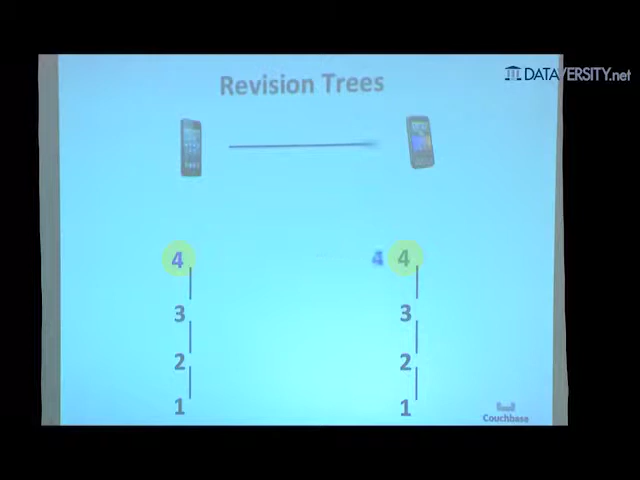 DATAVERSITY.net
Revision Trees
4 4 4
3 3
2 2
1 1
Couchbase